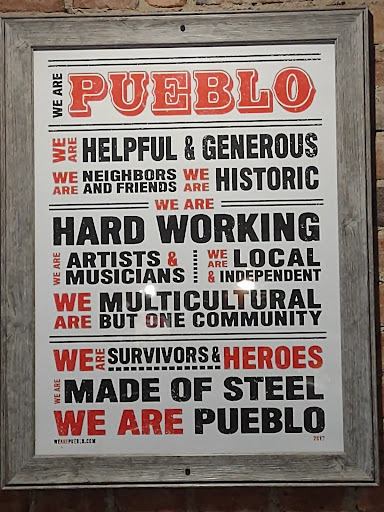 WE ARE PUEBLO
WE ARE HELPFUL & GENEROUS
WE ARE NEIGHBORS AND FRIENDS WE ARE HISTORIC
WE ARE
HARD WORKING
WE ARE ARTISTS & MUSICIANS WE ARE LOCAL & INDEPENDENT
WE ARE MULTICULTURAL BUT ONE COMMUNITY
WE ARE SURVIVORS & HEROES
WE ARE MADE OF STEEL
WE ARE PUEBLO
WEAREPUEBLO.COM 2017